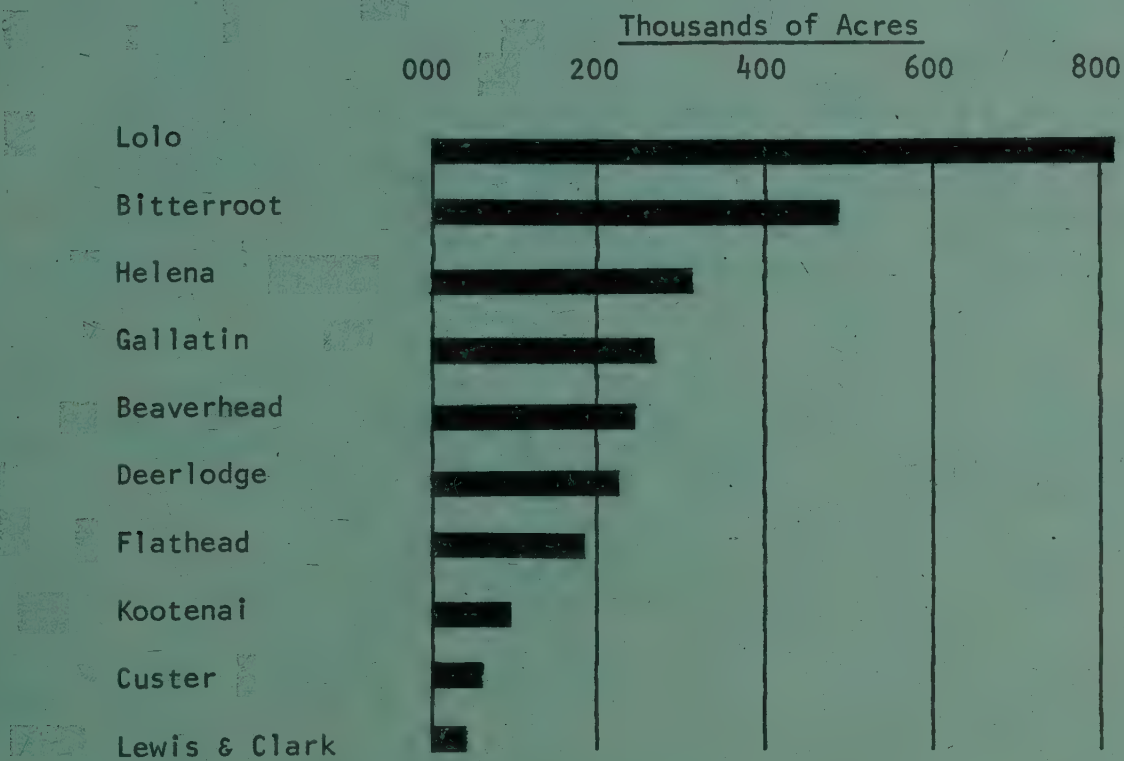 Thousands of Acres
000 200 400 600 800
Lolo
Bitterroot
Helena
Gallatin
Beaverhead
Deerlodge
Flathead
Kootenai
Custer
Lewis & Clark